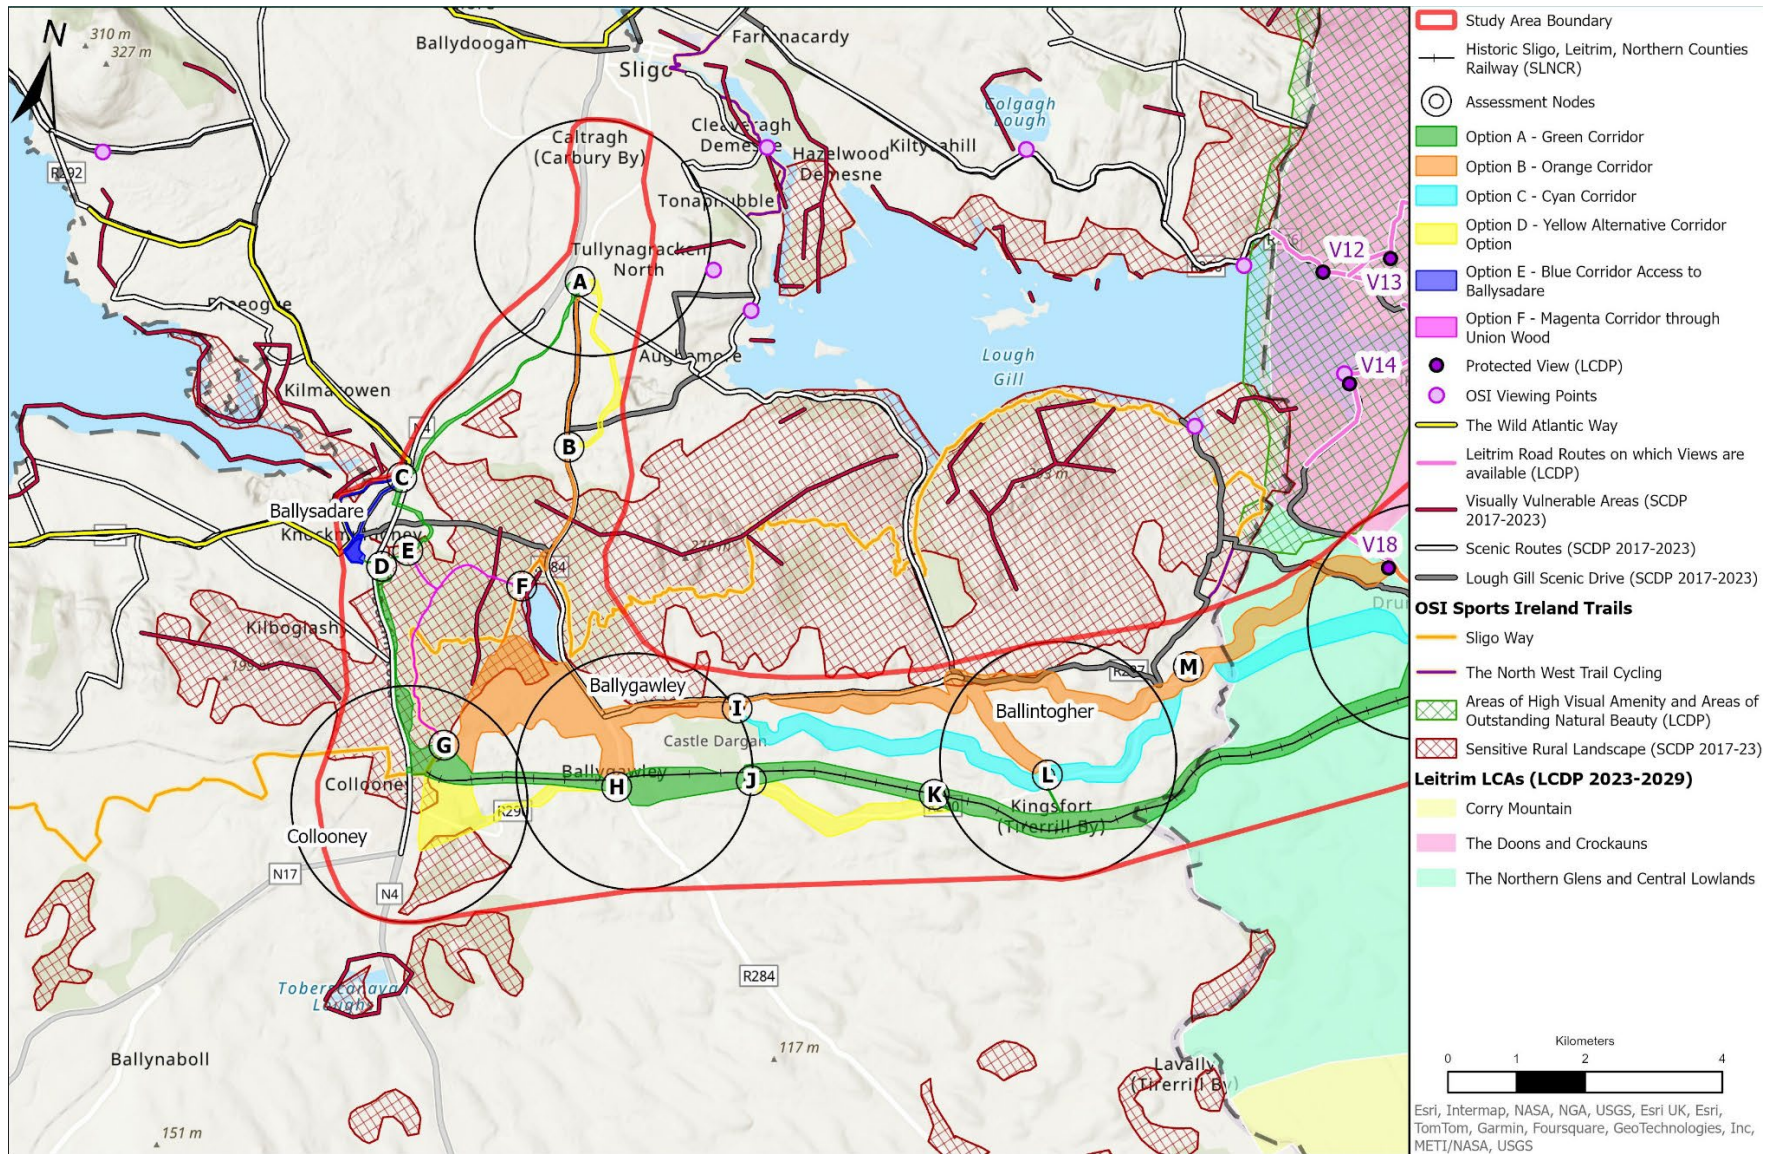 N
310 m
327 m
Ballydoogan
Farranacardy
Sligo
Colgagh
Lough
Caltragh
(Carbury By)
Cleaveragh
Demesne
Hazelwood
Demesne
Kiltycahill
R292
Tonaphubble
Tullynagracken
North
V12
V13
A
Aughamore
Lough
Gill
V14
Kilmacowen
N4
B
C
Ballysadare
293 m
276 m
E
D
F
V18
Kilboglashy
199 m
M
Ballygawley
R287
I
Ballintogher
G
Castle Dargan
Collooney
Ballygawley
H
J
K
L
R290
Kingsfort
(Tirerrill By)
Collooney
N17
N4
R284
Toberscanavan
Loughs
Ballynaboll
117 m
Lavally
(Tirerrill By)
151 m
Study Area Boundary
Historic Sligo, Leitrim, Northern Counties
Railway (SLNCR)
Assessment Nodes
Option A - Green Corridor
Option B - Orange Corridor
Option C - Cyan Corridor
Option D - Yellow Alternative Corridor
Option
Option E - Blue Corridor Access to
Ballysadare
Option F - Magenta Corridor through
Union Wood
Protected View (LCDP)
OSI Viewing Points
The Wild Atlantic Way
Leitrim Road Routes on which Views are
available (LCDP)
Visually Vulnerable Areas (SCDP
2017-2023)
Scenic Routes (SCDP 2017-2023)
Lough Gill Scenic Drive (SCDP 2017-2023)
OSI Sports Ireland Trails
Sligo Way
The North West Trail Cycling
Areas of High Visual Amenity and Areas of
Outstanding Natural Beauty (LCDP)
Sensitive Rural Landscape (SCDP 2017-23)
Leitrim LCAs (LCDP 2023-2029)
Corry Mountain
The Doons and Crockauns
The Northern Glens and Central Lowlands
Kilometers
0 1 2 4
Esri, Intermap, NASA, NGA, USGS, Esri UK, Esri,
TomTom, Garmin, Foursquare, GeoTechnologies, Inc,
METI/NASA, USGS